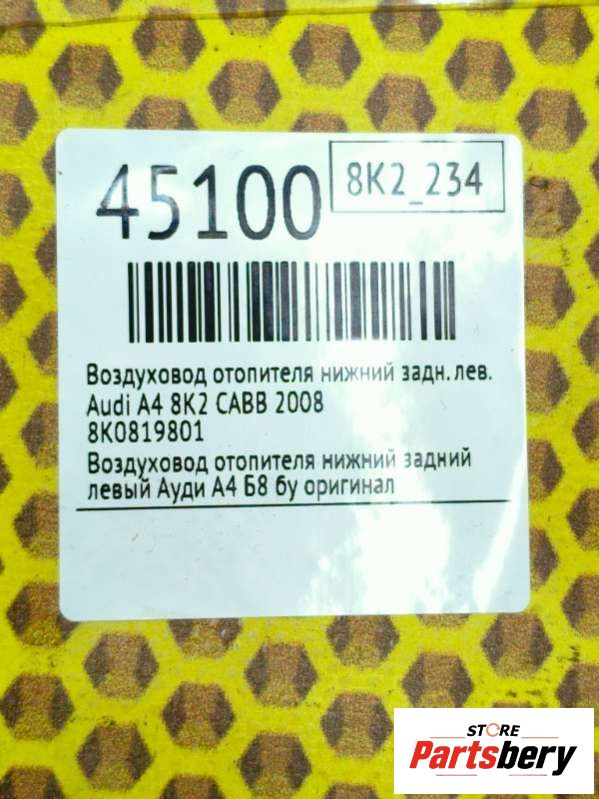 45100
8K2_234
Воздуховод отопителя нижний задн. лев.
Audi A4 8K2 CABB 2008
8K0819801
Воздуховод отопителя нижний задний
левый Ауди А4 Б8 бу оригинал
STORE
Partsbery